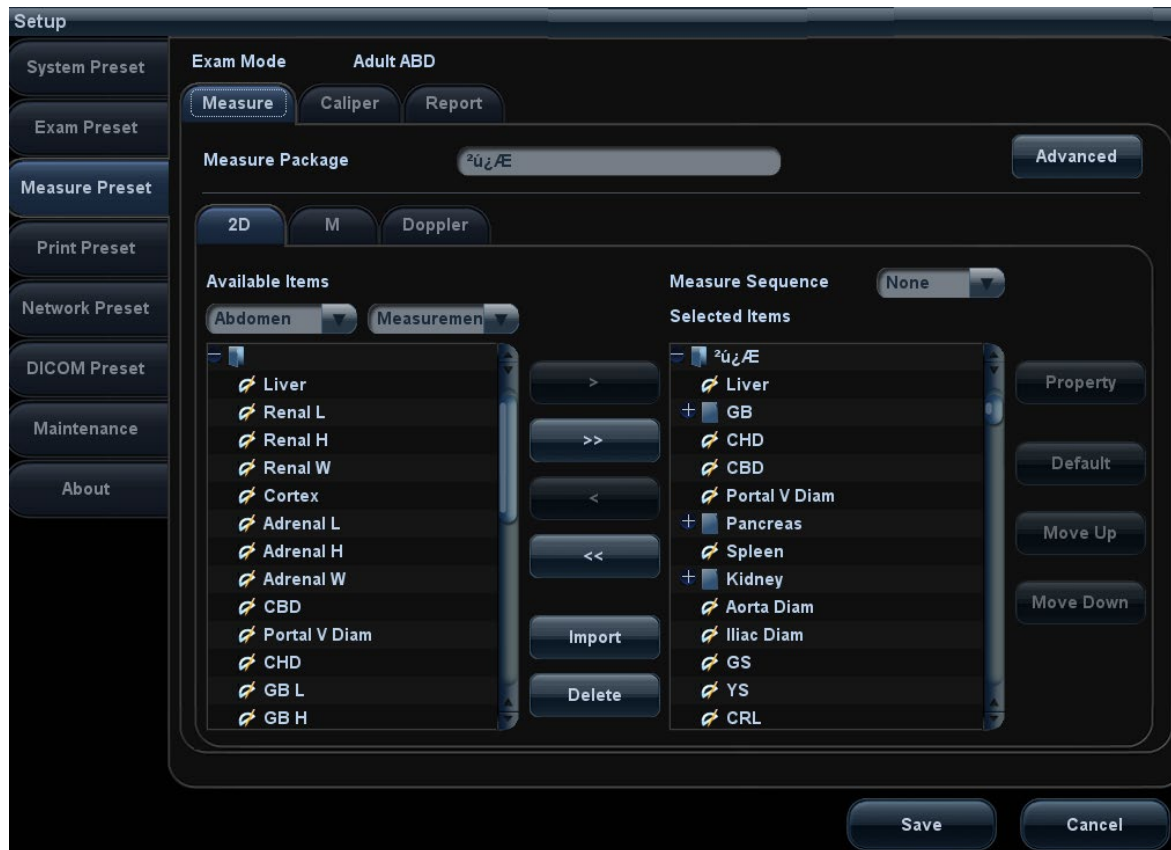 Setup
System Preset
Exam Preset
Measure Preset
Print Preset
Network Preset
DICOM Preset
Maintenance
About
Exam Mode Adult ABD
Measure Caliper Report
Measure Package ²ú¿Æ Advanced
2D M Doppler
Available Items
Abdomen Measuremen
Liver
Renal L
Renal H
Renal W
Cortex
Adrenal L
Adrenal H
Adrenal W
CBD
Portal V Diam
CHD
GB L
GB H
>
>>
<
<<
Import
Delete
Measure Sequence None
Selected Items
²ú¿Æ
Liver
GB
CHD
CBD
Portal V Diam
Pancreas
Spleen
Kidney
Aorta Diam
Iliac Diam
GS
YS
CRL
Property
Default
Move Up
Move Down
Save Cancel